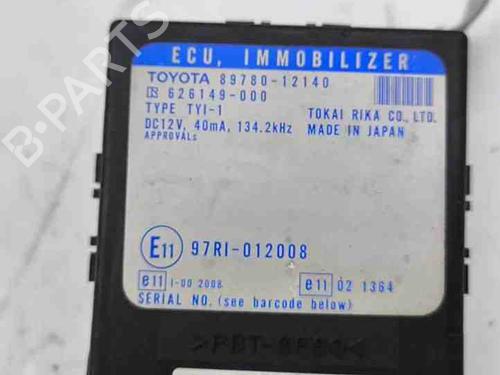 ECU, IMMOBILIZER
TOYOTA 89780-12140
626149-000
TYPE TYI-1 TOKAI RIKA CO., LTD.
DC12V, 40mA, 134.2kHz MADE IN JAPAN
APPROVALS
E11 97RI-012008
e11 1-00 2008 e11 02 1364
SERIAL NO. (see barcode below)
B-PARTS